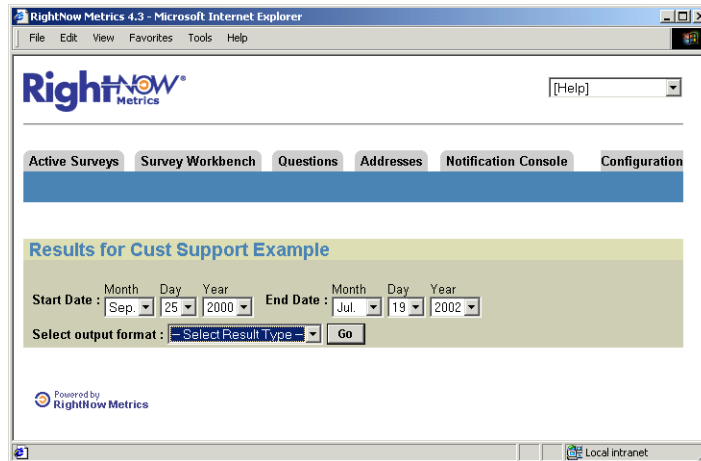 RightNow Metrics 4.3 - Microsoft Internet Explorer
File Edit View Favorites Tools Help
RightNOW®
Metrics
[Help]
Active Surveys Survey Workbench Questions Addresses Notification Console Configuration
Results for Cust Support Example
Month Day Year Month Day Year
Start Date : Sep. 25 2000 End Date : Jul. 19 2002
Select output format : -- Select Result Type -- Go
Powered by
RightNow Metrics
Local intranet